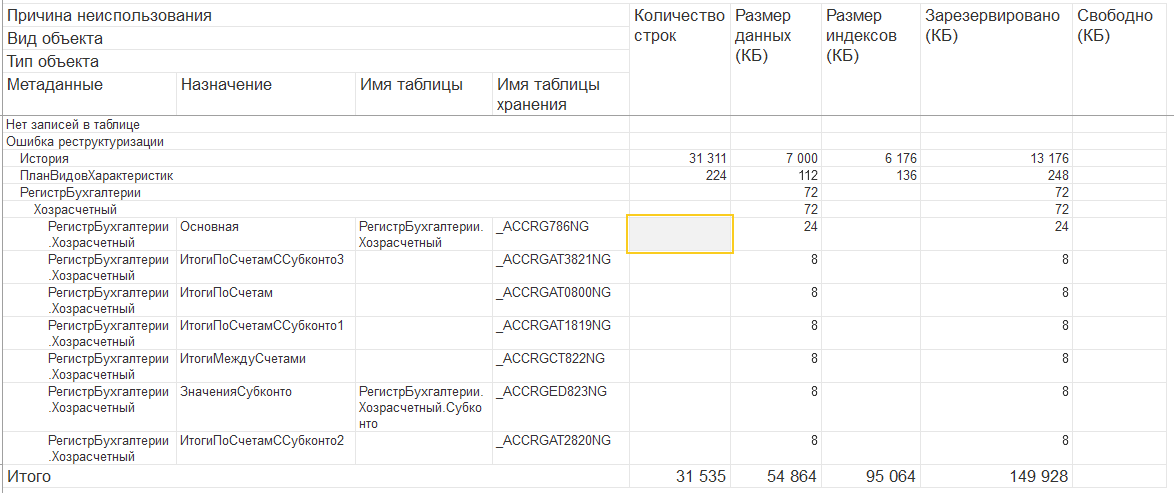 Причина неиспользования
Количество строк
Размер данных (КБ)
Размер индексов (КБ)
Зарезервировано (КБ)
Свободно (КБ)
Вид объекта
Тип объекта
Метаданные Назначение Имя таблицы Имя таблицы хранения
Нет записей в таблице
Ошибка реструктуризации
История 31 311 7 000 6 176 13 176
ПланВидовХарактеристик 224 112 136 248
РегистрБухгалтерии 72 72
Хозрасчетный 72 72
РегистрБухгалтерии Основная РегистрБухгалтерии. _ACCRG786NG 24 24
.Хозрасчетный Хозрасчетный
РегистрБухгалтерии ИтогиПоСчетамССубконто3 _ACCRGAT3821NG 8 8
.Хозрасчетный
РегистрБухгалтерии ИтогиПоСчетам _ACCRGAT0800NG 8 8
.Хозрасчетный
РегистрБухгалтерии ИтогиПоСчетамССубконто1 _ACCRGAT1819NG 8 8
.Хозрасчетный
РегистрБухгалтерии ИтогиМеждуСчетами _ACCRGCT822NG 8 8
.Хозрасчетный
РегистрБухгалтерии ЗначенияСубконто РегистрБухгалтерии. _ACCRGED823NG 8 8
.Хозрасчетный Хозрасчетный.Субко
нто
РегистрБухгалтерии ИтогиПоСчетамССубконто2 _ACCRGAT2820NG 8 8
.Хозрасчетный
Итого 31 535 54 864 95 064 149 928